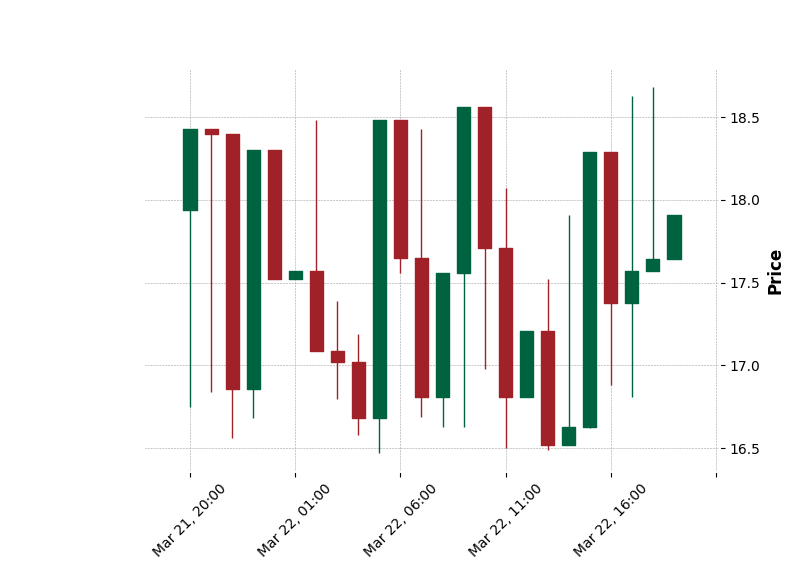 18.5
18.0
17.5
17.0
16.5
Price
Mar 21, 20:00
Mar 22, 01:00
Mar 22, 06:00
Mar 22, 11:00
Mar 22, 16:00